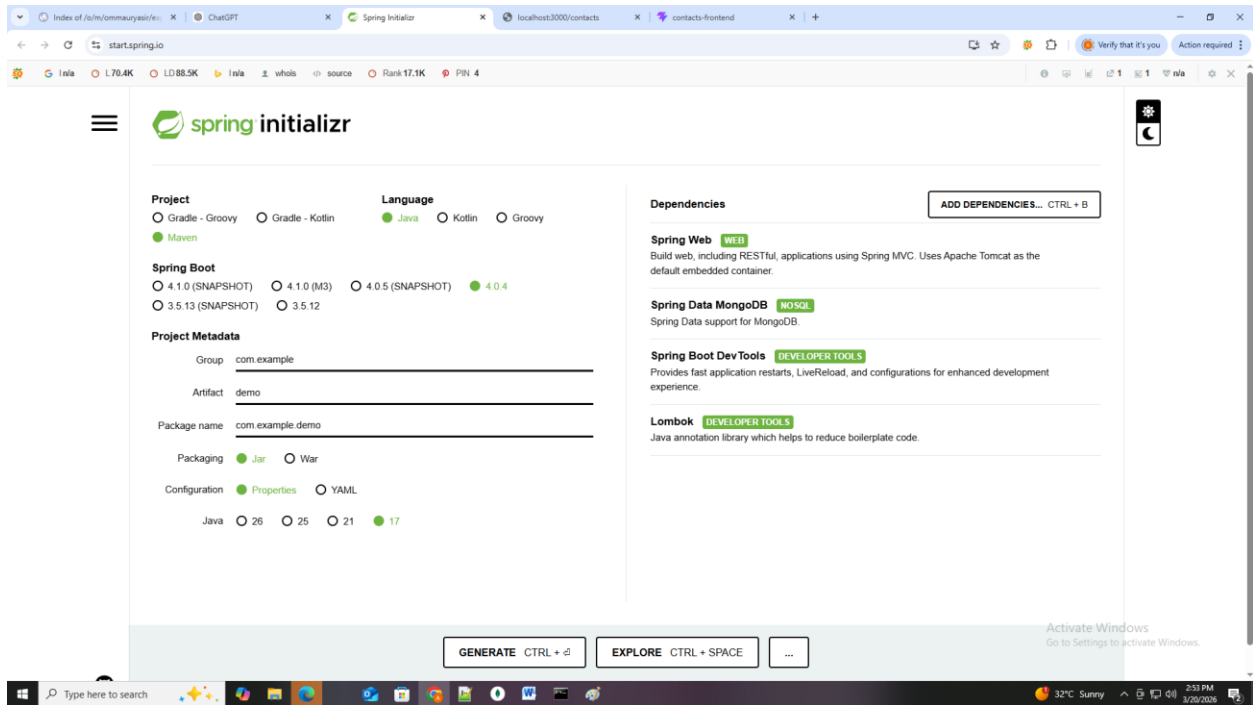 Index of /o/m/ommauryasir/ex
ChatGPT
Spring Initializr
localhost:3000/contacts
contacts-frontend
start.spring.io
Verify that it's you
Action required
I n/a
L 70.4K
LD 88.5K
I n/a
whois
source
Rank 17.1K
PIN 4
1
1
n/a
spring initializr
Project
Gradle - Groovy
Gradle - Kotlin
Maven
Language
Java
Kotlin
Groovy
Spring Boot
4.1.0 (SNAPSHOT)
4.1.0 (M3)
4.0.5 (SNAPSHOT)
4.0.4
3.5.13 (SNAPSHOT)
3.5.12
Project Metadata
Group com.example
Artifact demo
Package name com.example.demo
Packaging Jar War
Configuration Properties YAML
Java 26 25 21 17
Dependencies
ADD DEPENDENCIES... CTRL + B
Spring Web WEB
Build web, including RESTful, applications using Spring MVC. Uses Apache Tomcat as the
default embedded container.
Spring Data MongoDB NOSQL
Spring Data support for MongoDB.
Spring Boot DevTools DEVELOPER TOOLS
Provides fast application restarts, LiveReload, and configurations for enhanced development
experience.
Lombok DEVELOPER TOOLS
Java annotation library which helps to reduce boilerplate code.
GENERATE CTRL + ⏎
EXPLORE CTRL + SPACE
...
Activate Windows
Go to Settings to activate Windows.
Type here to search
32°C Sunny
2:53 PM
3/20/2026
2